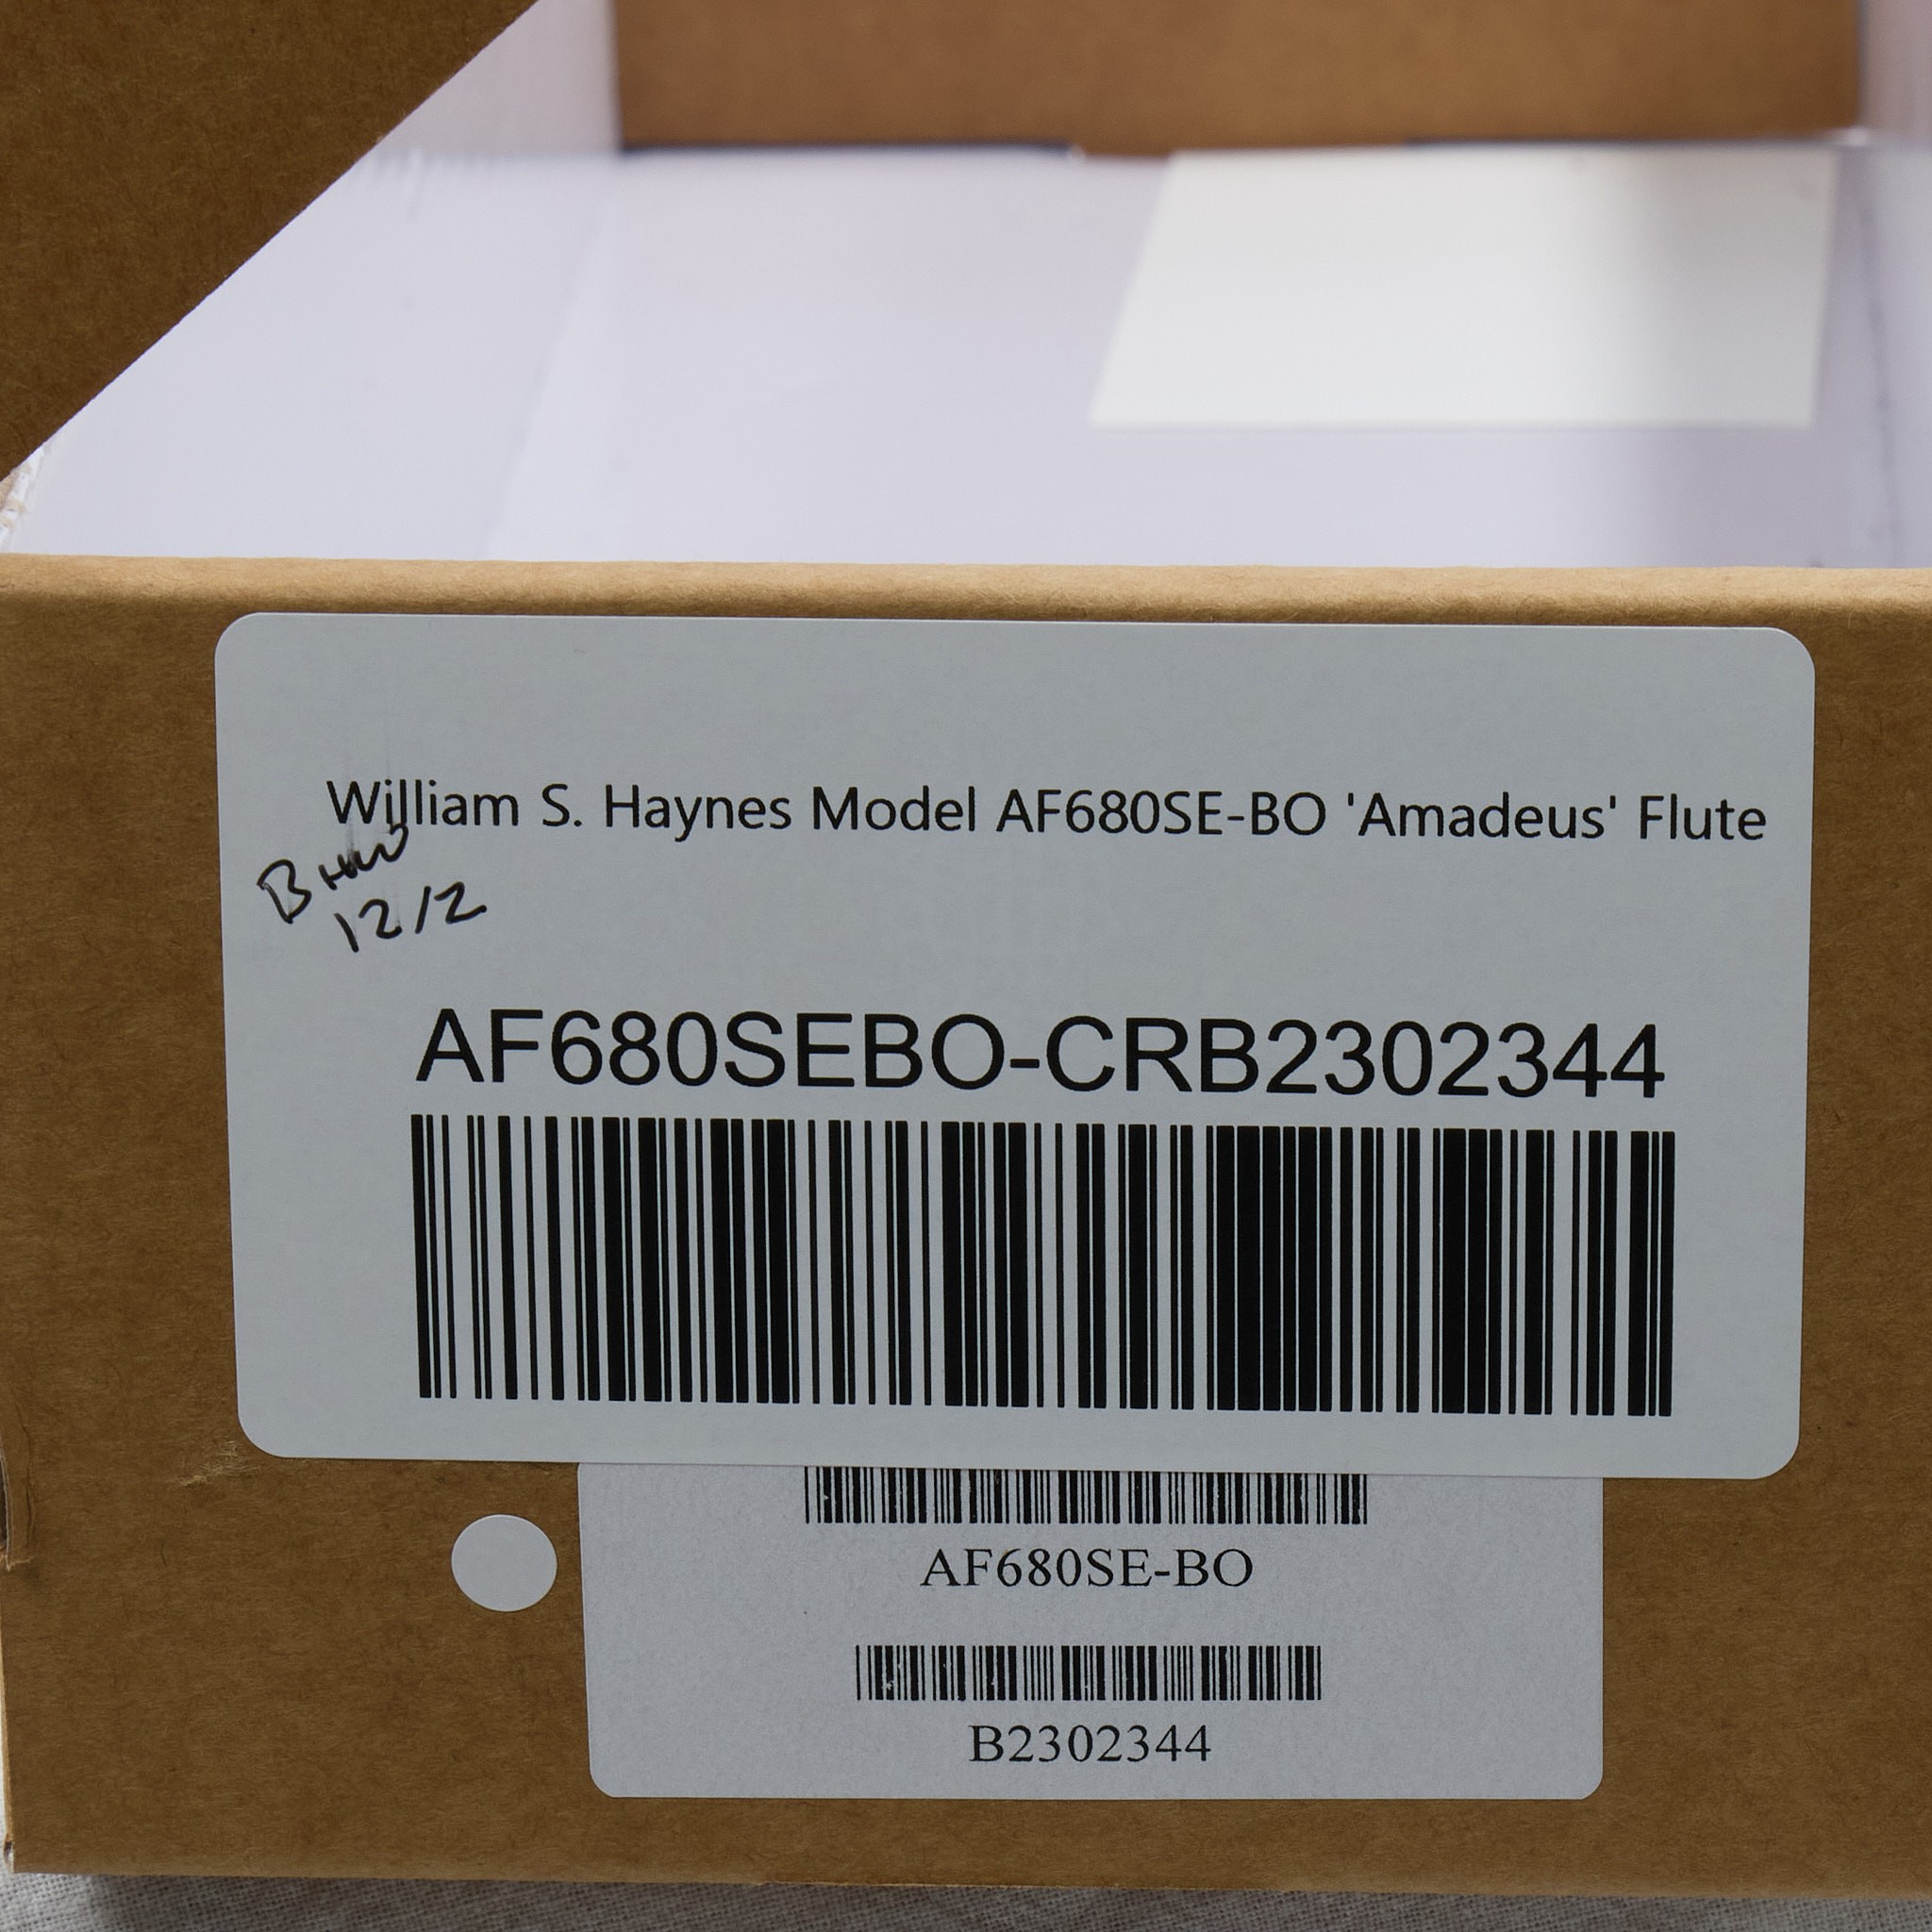 William S. Haynes Model AF680SE-BO 'Amadeus' Flute
12/2
AF680SEBO-CRB2302344
AF680SE-BO
B2302344